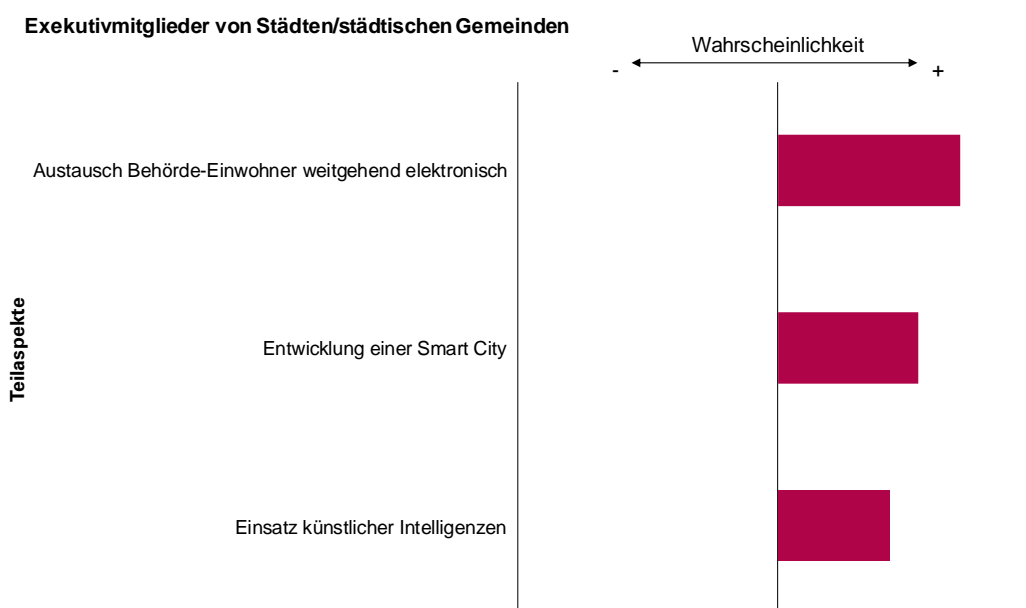 Exekutivmitglieder von Städten/städtischen Gemeinden
Wahrscheinlichkeit
- +
Austausch Behörde-Einwohner weitgehend elektronisch
Teilaspekte
Entwicklung einer Smart City
Einsatz künstlicher Intelligenzen